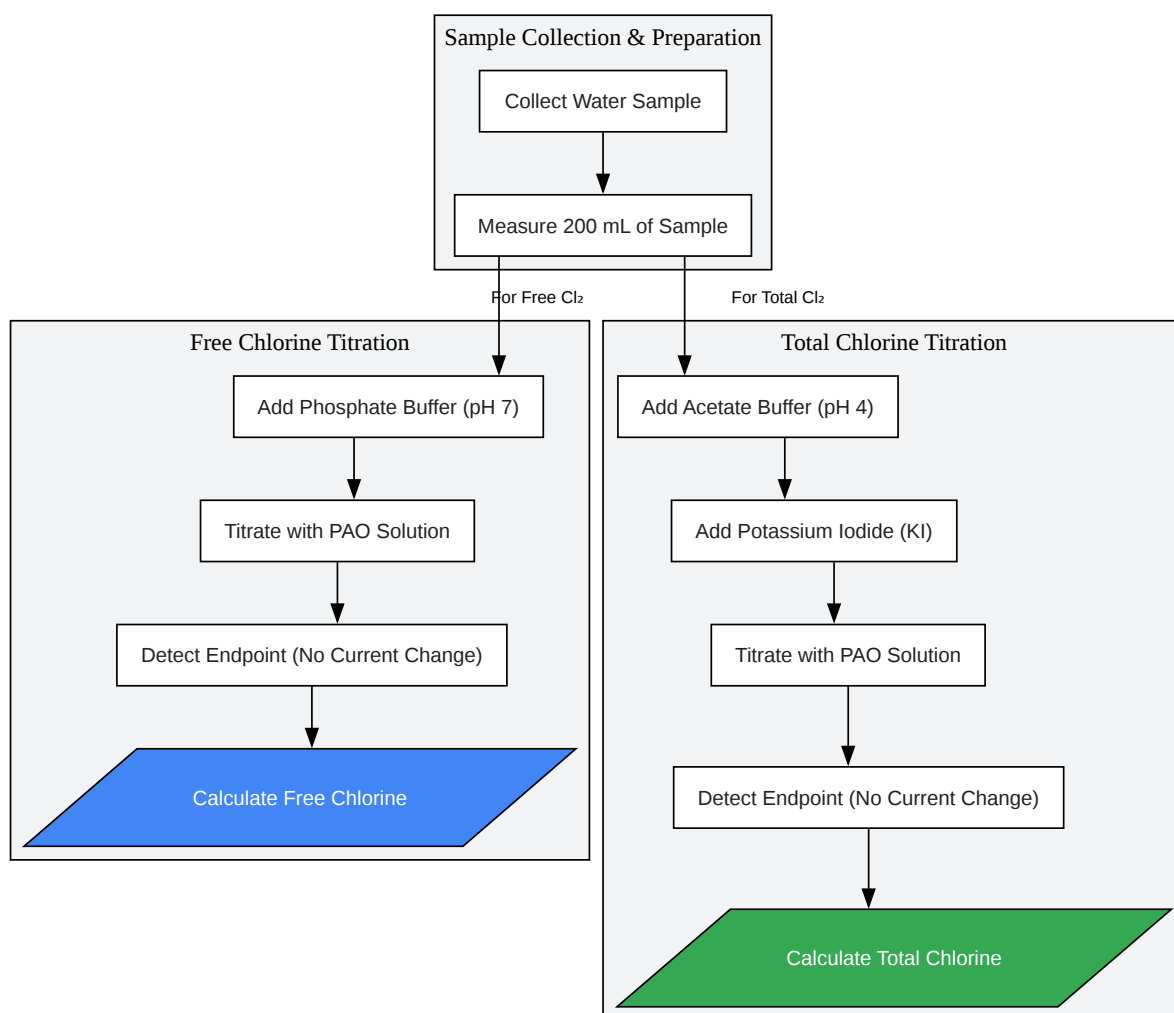 Sample Collection & Preparation
Collect Water Sample
Measure 200 mL of Sample
For Free Cl₂
For Total Cl₂
Free Chlorine Titration
Add Phosphate Buffer (pH 7)
Titrate with PAO Solution
Detect Endpoint (No Current Change)
Calculate Free Chlorine
Total Chlorine Titration
Add Acetate Buffer (pH 4)
Add Potassium Iodide (KI)
Titrate with PAO Solution
Detect Endpoint (No Current Change)
Calculate Total Chlorine